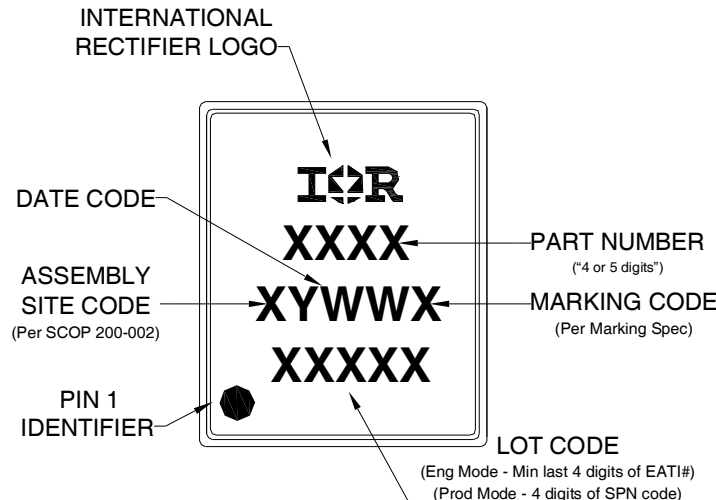 INTERNATIONAL
RECTIFIER LOGO
IOR
DATE CODE
XXXX
PART NUMBER
(“4 or 5 digits”)
ASSEMBLY
SITE CODE
(Per SCOP 200-002)
XYWWX
MARKING CODE
(Per Marking Spec)
XXXXX
PIN 1
IDENTIFIER
LOT CODE
(Eng Mode - Min last 4 digits of EATI#)
(Prod Mode - 4 digits of SPN code)